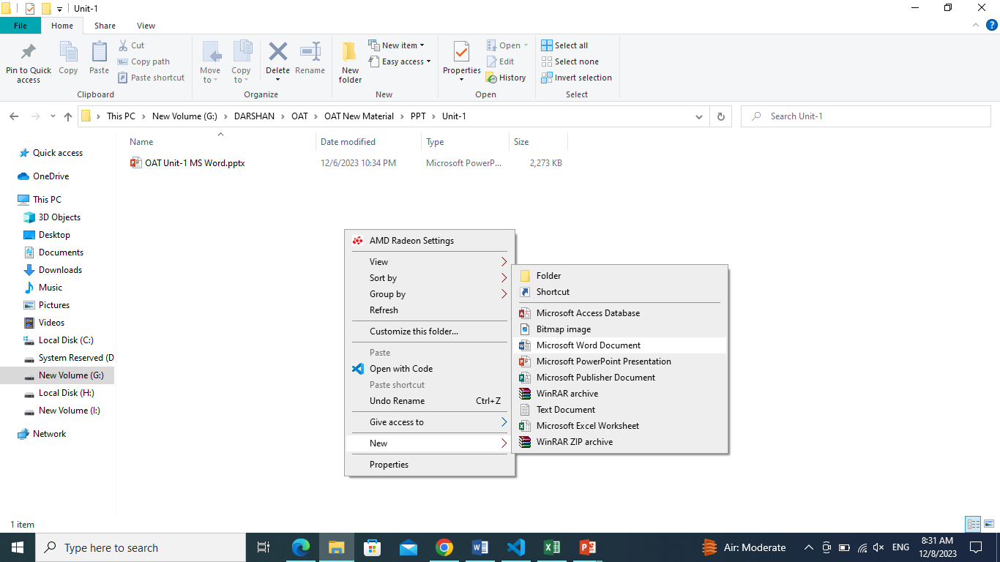 Unit-1
File Home Share View
Pin to Quick access
Copy
Paste
Cut
Copy path
Paste shortcut
Clipboard
Move to
Copy to
Delete
Rename
Organize
New folder
New item
Easy access
New
Properties
Open
Edit
History
Open
Select all
Select none
Invert selection
Select
This PC > New Volume (G:) > DARSHAN > OAT > OAT New Material > PPT > Unit-1
Search Unit-1
Name Date modified Type Size
OAT Unit-1 MS Word.pptx 12/6/2023 10:34 PM Microsoft PowerP... 2,273 KB
Quick access
OneDrive
This PC
3D Objects
Desktop
Documents
Downloads
Music
Pictures
Videos
Local Disk (C:)
System Reserved (D
New Volume (G:)
Local Disk (H:)
New Volume (I:)
Network
AMD Radeon Settings
View
Sort by
Group by
Refresh
Customize this folder...
Paste
Open with Code
Paste shortcut
Undo Rename Ctrl+Z
Give access to
New
Properties
Folder
Shortcut
Microsoft Access Database
Bitmap image
Microsoft Word Document
Microsoft PowerPoint Presentation
Microsoft Publisher Document
WinRAR archive
Text Document
Microsoft Excel Worksheet
WinRAR ZIP archive
1 item
Type here to search
Air: Moderate
ENG
8:31 AM
12/8/2023